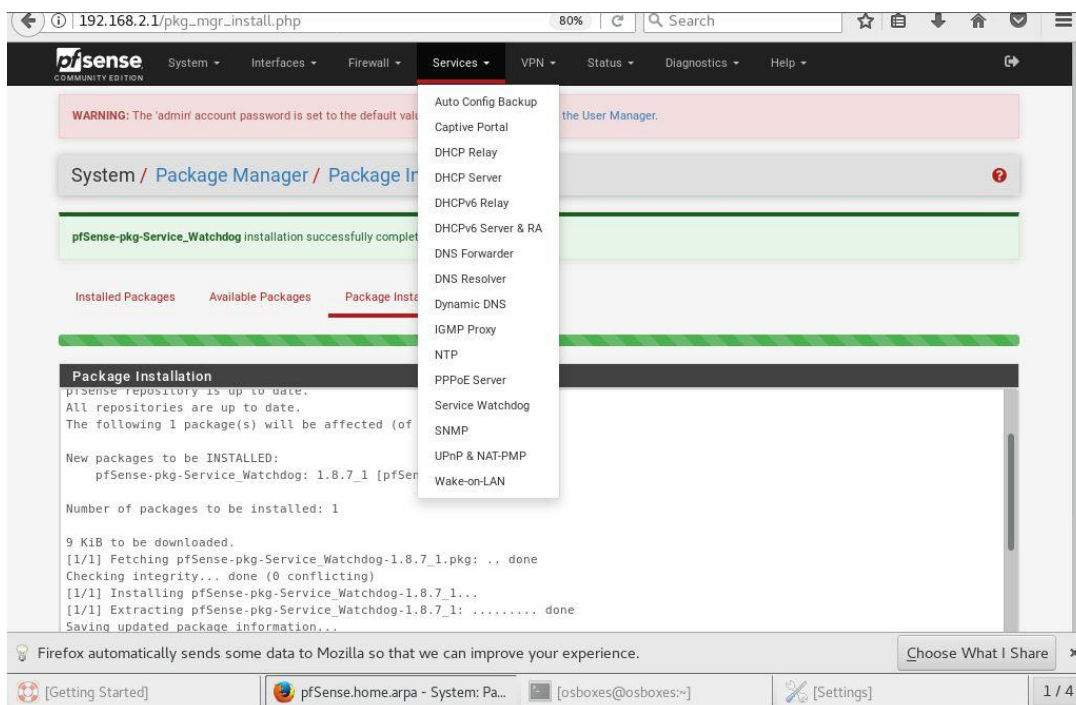 192.168.2.1/pkg_mgr_install.php 80% Search
pfsense COMMUNITY EDITION System Interfaces Firewall Services VPN Status Diagnostics Help
WARNING: The 'admin' account password is set to the default valu the User Manager.
Auto Config Backup
Captive Portal
DHCP Relay
DHCP Server
DHCPv6 Relay
DHCPv6 Server & RA
DNS Forwarder
DNS Resolver
Dynamic DNS
IGMP Proxy
NTP
PPPoE Server
Service Watchdog
SNMP
UPnP & NAT-PMP
Wake-on-LAN
System / Package Manager / Package In
pfSense-pkg-Service_Watchdog installation successfully complet
Installed Packages Available Packages Package Insta
Package Installation
pfSense repository is up to date.
All repositories are up to date.
The following 1 package(s) will be affected (of
New packages to be INSTALLED:
pfSense-pkg-Service_Watchdog: 1.8.7_1 [pfSen
Number of packages to be installed: 1
9 KiB to be downloaded.
[1/1] Fetching pfSense-pkg-Service_Watchdog-1.8.7_1.pkg: .. done
Checking integrity... done (0 conflicting)
[1/1] Installing pfSense-pkg-Service_Watchdog-1.8.7_1...
[1/1] Extracting pfSense-pkg-Service_Watchdog-1.8.7_1: ......... done
Saving updated package information...
Firefox automatically sends some data to Mozilla so that we can improve your experience. Choose What I Share ×
[Getting Started] pfSense.home.arpa - System: Pa... [osboxes@osboxes:~] [Settings] 1 / 4